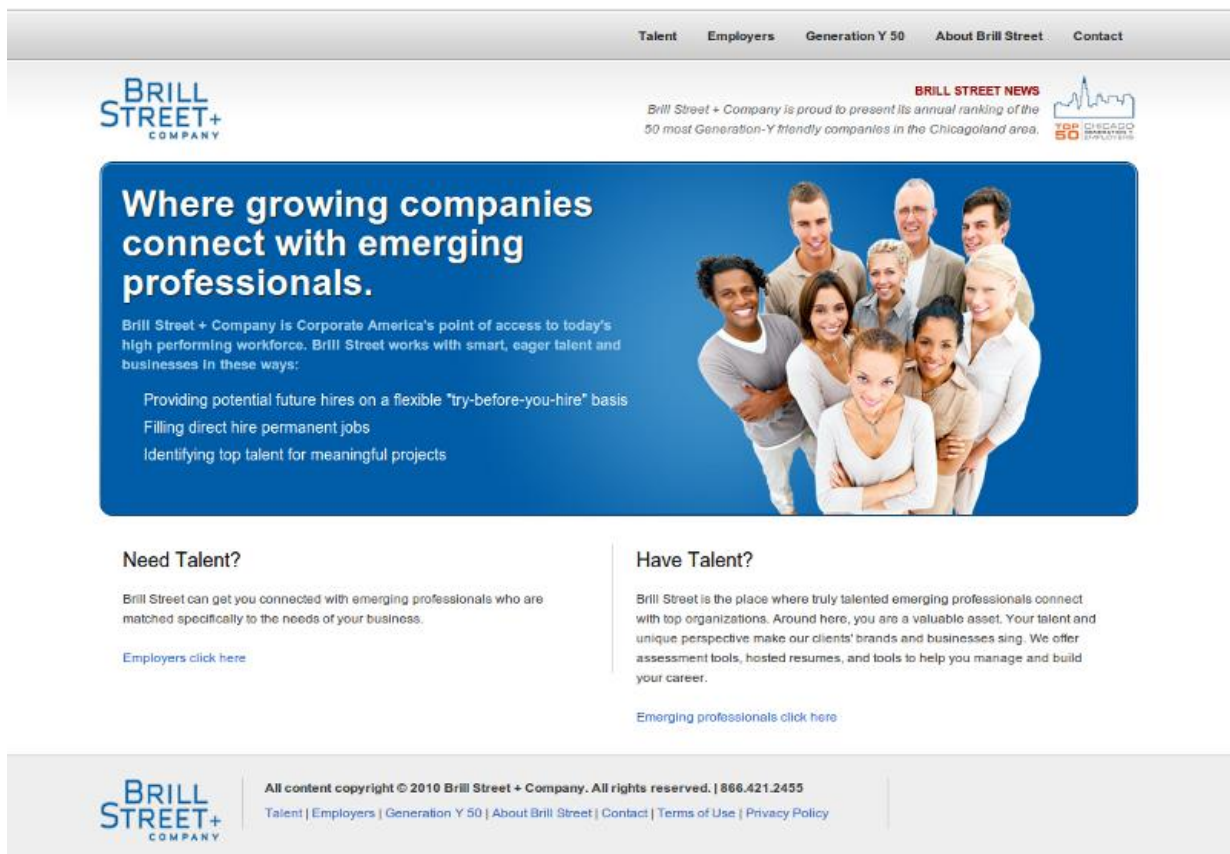 Talent Employers Generation Y 50 About Brill Street Contact
BRILL
STREET+
COMPANY
BRILL STREET NEWS
Brill Street + Company is proud to present its annual ranking of the
50 most Generation-Y friendly companies in the Chicagoland area.
TOP 50 CHICAGO GENERATION Y EMPLOYERS
Where growing companies
connect with emerging
professionals.
Brill Street + Company is Corporate America's point of access to today's
high performing workforce. Brill Street works with smart, eager talent and
businesses in these ways:
Providing potential future hires on a flexible "try-before-you-hire" basis
Filling direct hire permanent jobs
Identifying top talent for meaningful projects
Need Talent?
Brill Street can get you connected with emerging professionals who are
matched specifically to the needs of your business.
Employers click here
Have Talent?
Brill Street is the place where truly talented emerging professionals connect
with top organizations. Around here, you are a valuable asset. Your talent and
unique perspective make our clients' brands and businesses sing. We offer
assessment tools, hosted resumes, and tools to help you manage and build
your career.
Emerging professionals click here
BRILL
STREET+
COMPANY
All content copyright © 2010 Brill Street + Company. All rights reserved. | 866.421.2455
Talent | Employers | Generation Y 50 | About Brill Street | Contact | Terms of Use | Privacy Policy